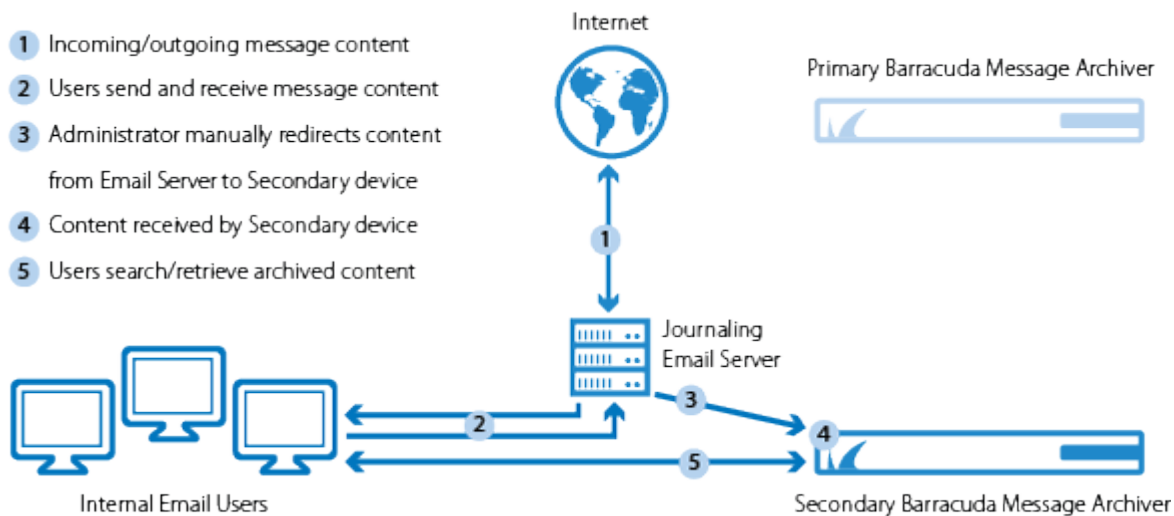 Internet
1 Incoming/outgoing message content
2 Users send and receive message content
3 Administrator manually redirects content
from Email Server to Secondary device
4 Content received by Secondary device
5 Users search/retrieve archived content
Primary Barracuda Message Archiver
1
Journaling
Email Server
3
2
4
5
Internal Email Users
Secondary Barracuda Message Archiver